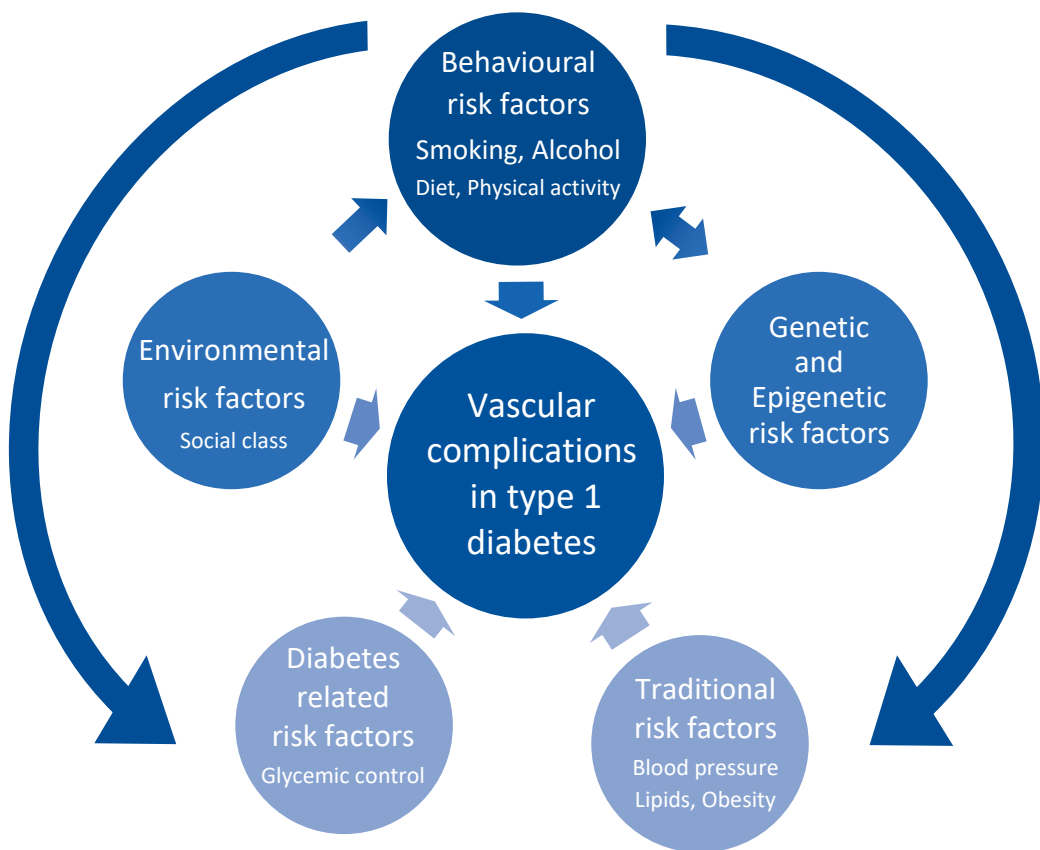 Behavioural
risk factors
Smoking, Alcohol
Diet, Physical activity
Environmental
risk factors
Social class
Genetic
and
Epigenetic
risk factors
Vascular
complications
in type 1
diabetes
Diabetes
related
risk factors
Glycemic control
Traditional
risk factors
Blood pressure
Lipids, Obesity